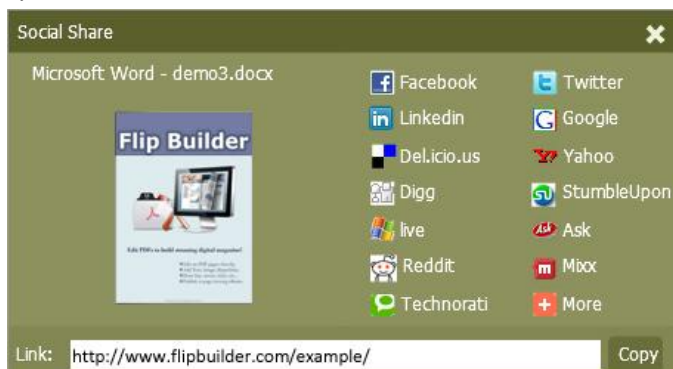 Social Share
Microsoft Word - demo3.docx
Flip Builder
Facebook
Twitter
Linkedin
Google
Del.icio.us
Yahoo
Digg
StumbleUpon
live
Ask
Reddit
Mixx
Technorati
More
Link: http://www.flipbuilder.com/example/ Copy